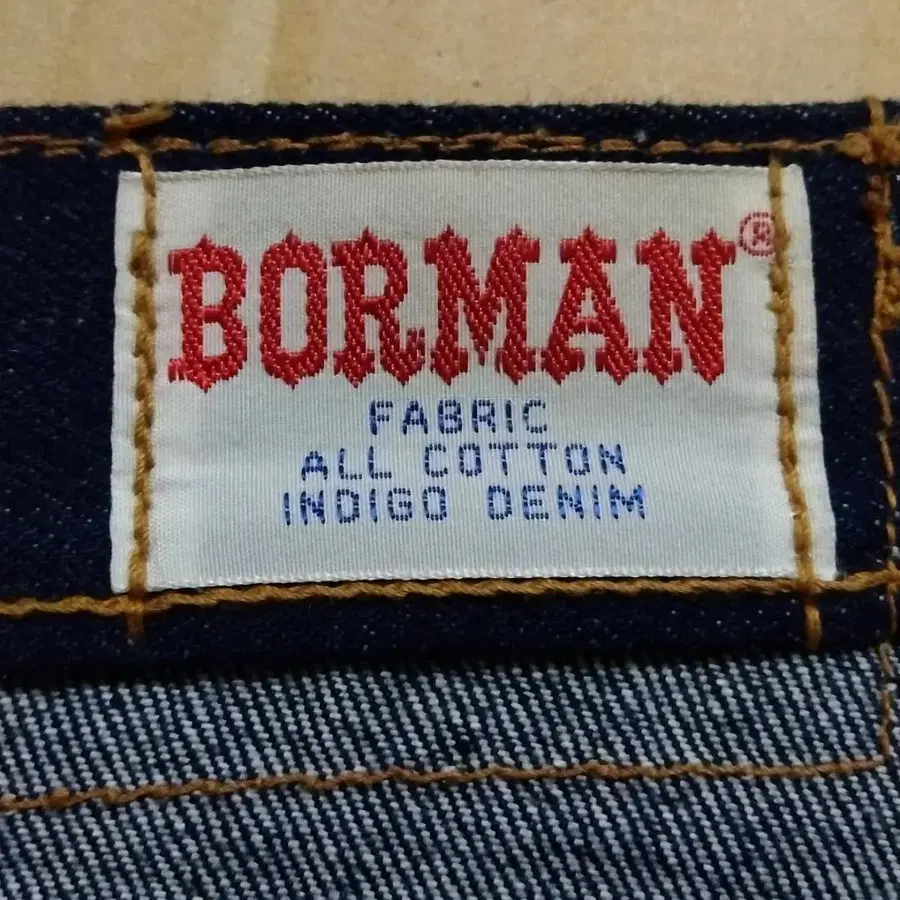 BORMAN®
FABRIC
ALL COTTON
INDIGO DENIM